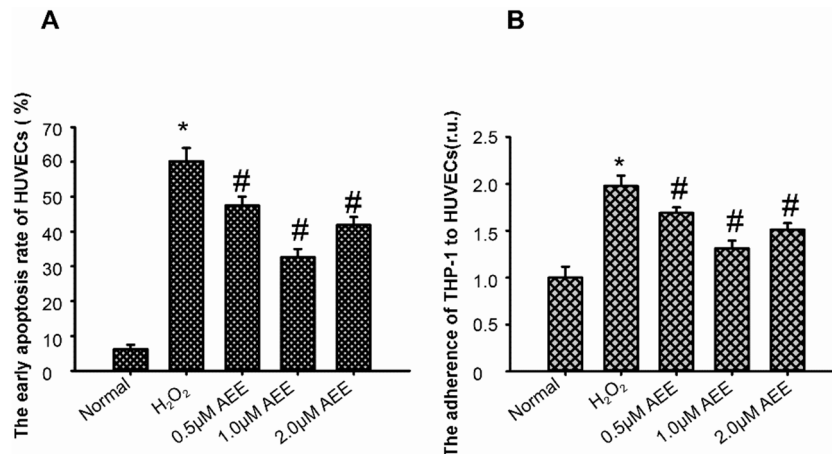 A
B
The early apoptosis rate of HUVECs ( %)
70
60
50
40
30
20
10
0
*
#
#
#
Normal
H₂O₂
0.5µM AEE
1.0µM AEE
2.0µM AEE
The adherence of THP-1 to HUVECs(r.u.)
2.5
2.0
1.5
1.0
0.5
0
*
#
#
#
Normal
H₂O₂
0.5µM AEE
1.0µM AEE
2.0µM AEE